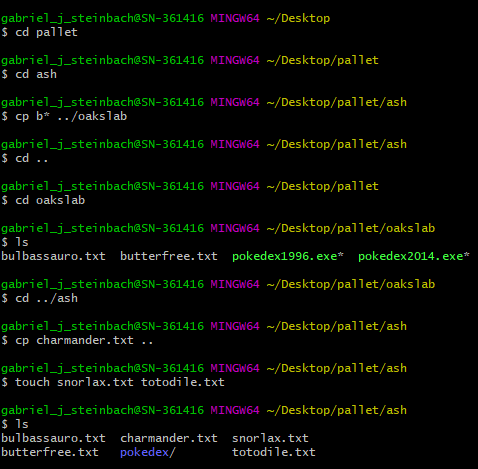 gabriel_j_steinbach@SN-361416 MINGW64 ~/Desktop
$ cd pallet
gabriel_j_steinbach@SN-361416 MINGW64 ~/Desktop/pallet
$ cd ash
gabriel_j_steinbach@SN-361416 MINGW64 ~/Desktop/pallet/ash
$ cp b* ../oakslab
gabriel_j_steinbach@SN-361416 MINGW64 ~/Desktop/pallet/ash
$ cd ..
gabriel_j_steinbach@SN-361416 MINGW64 ~/Desktop/pallet
$ cd oakslab
gabriel_j_steinbach@SN-361416 MINGW64 ~/Desktop/pallet/oakslab
$ ls
bulbassauro.txt  butterfree.txt  pokedex1996.exe*  pokedex2014.exe*
gabriel_j_steinbach@SN-361416 MINGW64 ~/Desktop/pallet/oakslab
$ cd ../ash
gabriel_j_steinbach@SN-361416 MINGW64 ~/Desktop/pallet/ash
$ cp charmander.txt ..
gabriel_j_steinbach@SN-361416 MINGW64 ~/Desktop/pallet/ash
$ touch snorlax.txt totodile.txt
gabriel_j_steinbach@SN-361416 MINGW64 ~/Desktop/pallet/ash
$ ls
bulbassauro.txt  charmander.txt  snorlax.txt
butterfree.txt   pokedex/        totodile.txt